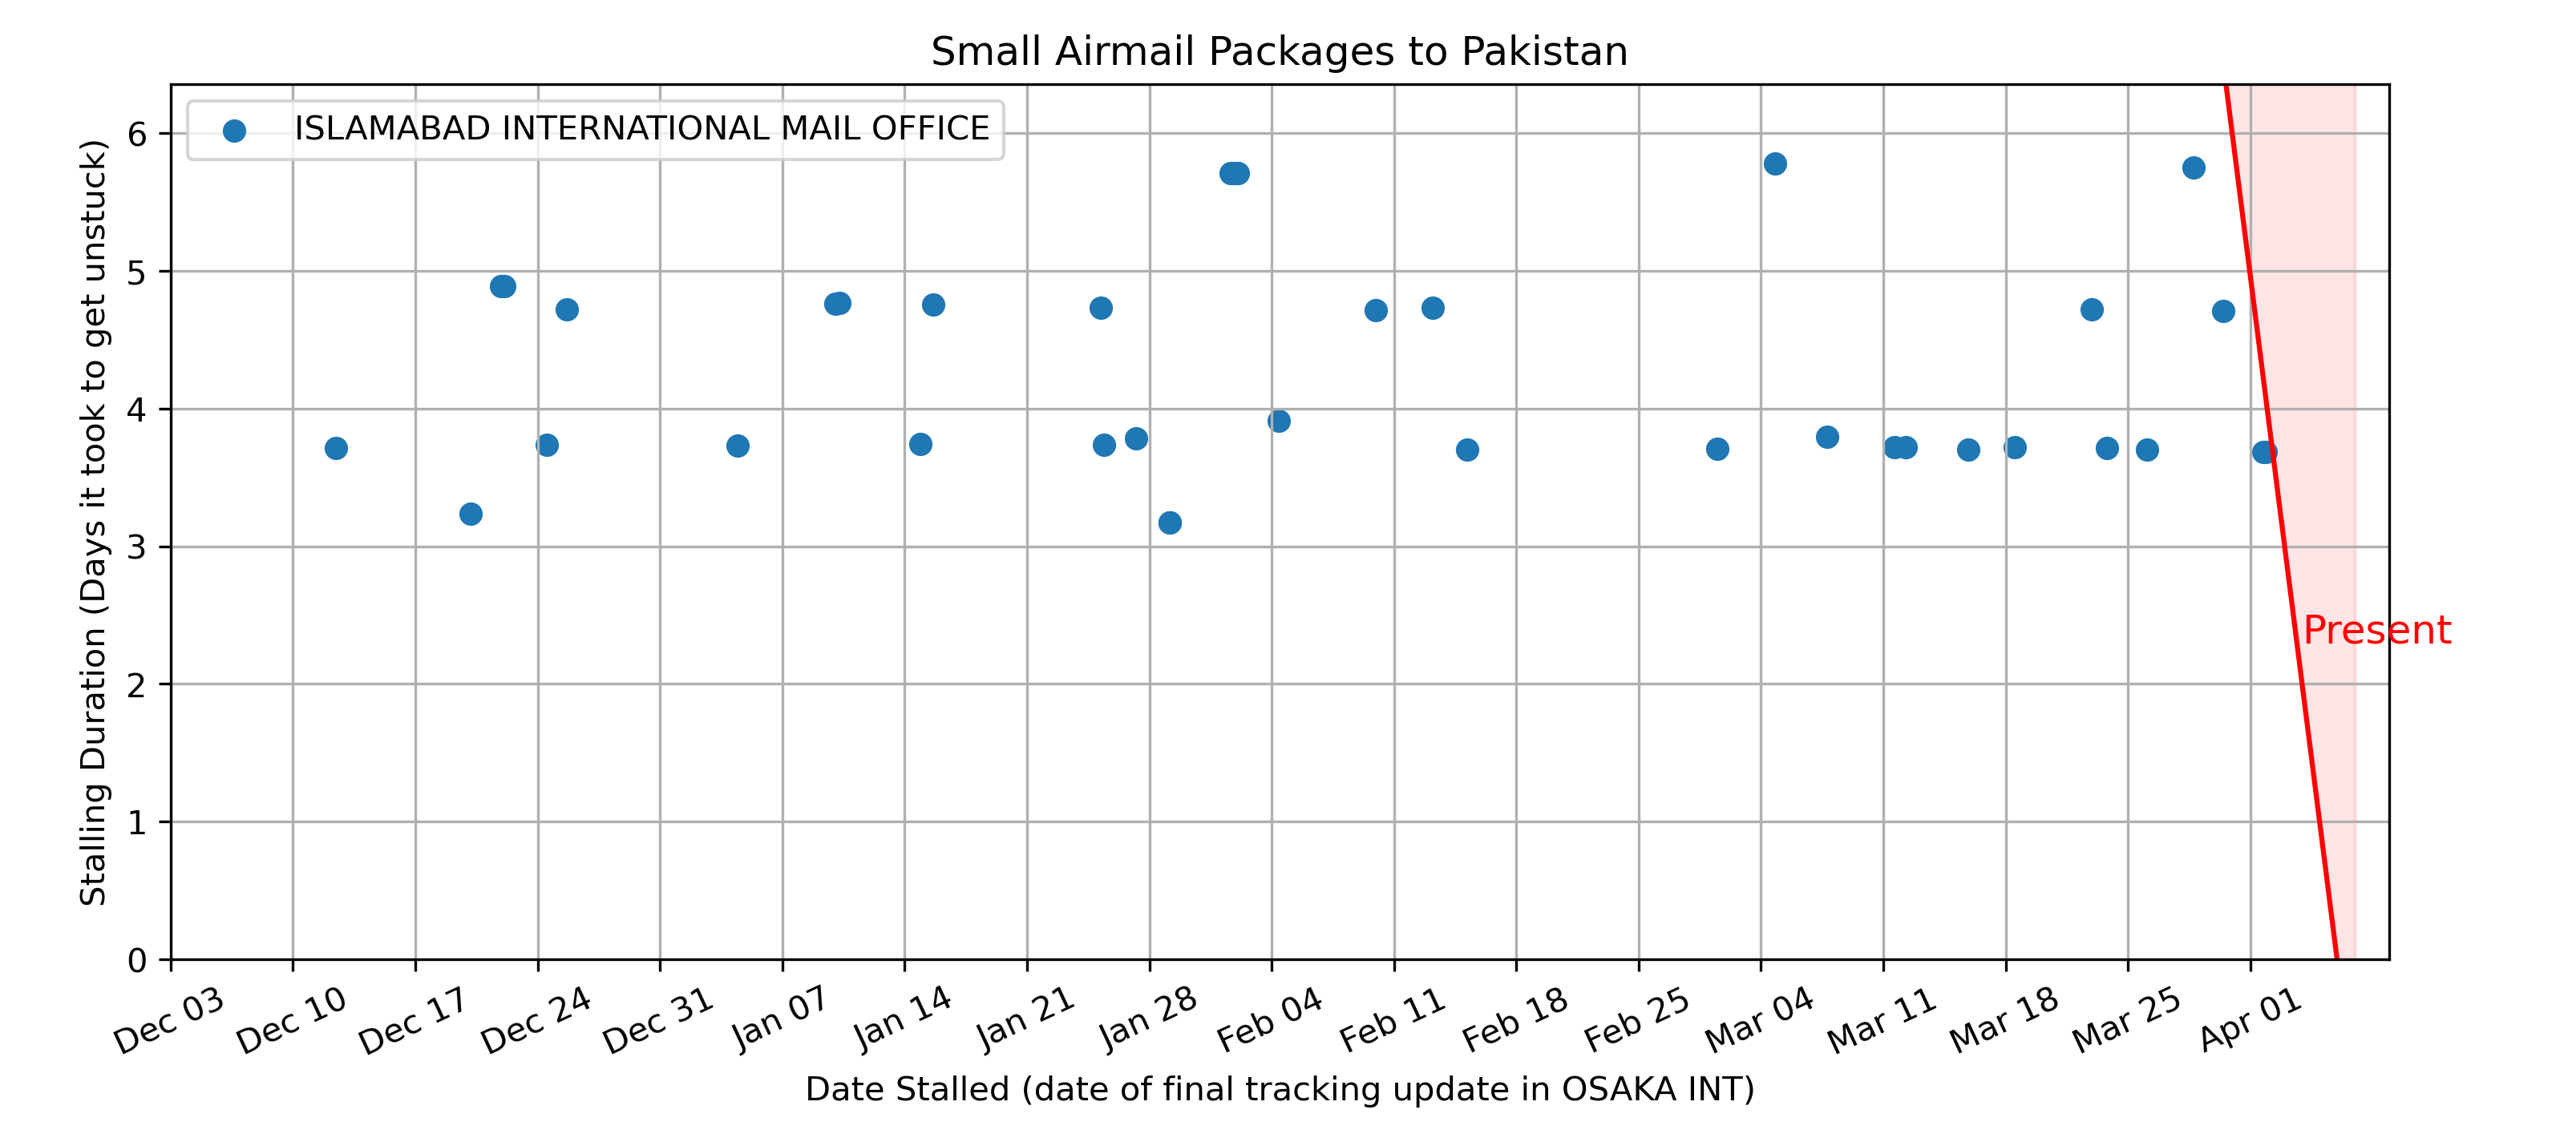 Small Airmail Packages to Pakistan
ISLAMABAD INTERNATIONAL MAIL OFFICE
Stalling Duration (Days it took to get unstuck)
6
5
4
3
2
1
0
Present
Dec 03
Dec 10
Dec 17
Dec 24
Dec 31
Jan 07
Jan 14
Jan 21
Jan 28
Feb 04
Feb 11
Feb 18
Feb 25
Mar 04
Mar 11
Mar 18
Mar 25
Apr 01
Date Stalled (date of final tracking update in OSAKA INT)